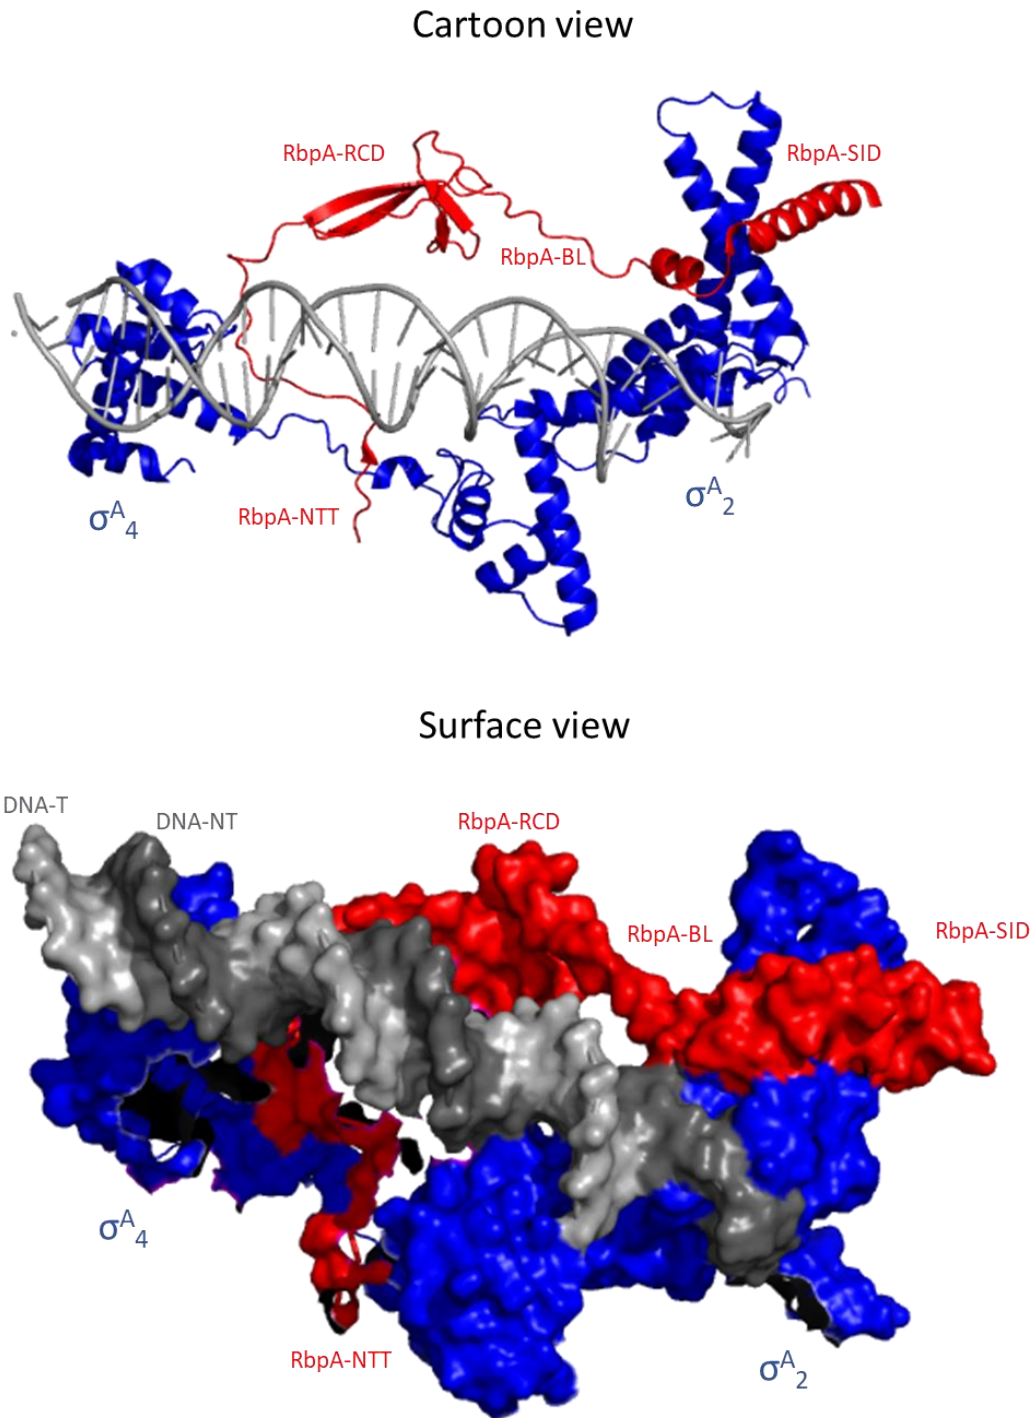 Cartoon view
RbpA-RCD
RbpA-SID
RbpA-BL
σᴬ₄
RbpA-NTT
σᴬ₂
Surface view
DNA-T
DNA-NT
RbpA-RCD
RbpA-BL
RbpA-SID
σᴬ₄
RbpA-NTT
σᴬ₂